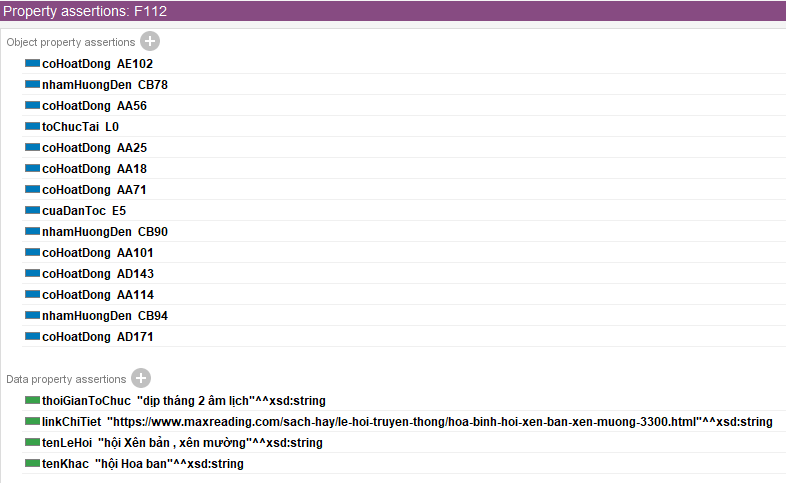 Property assertions: F112
Object property assertions
coHoatDong AE102
nhamHuongDen CB78
coHoatDong AA56
toChucTai L0
coHoatDong AA25
coHoatDong AA18
coHoatDong AA71
cuaDanToc E5
nhamHuongDen CB90
coHoatDong AA101
coHoatDong AD143
coHoatDong AA114
nhamHuongDen CB94
coHoatDong AD171
Data property assertions
thoiGianToChuc "dịp tháng 2 âm lịch"^^xsd:string
linkChiTiet "https://www.maxreading.com/sach-hay/le-hoi-truyen-thong/hoa-binh-hoi-xen-ban-xen-muong-3300.html"^^xsd:string
tenLeHoi "hội Xên bản , xên mường"^^xsd:string
tenKhac "hội Hoa ban"^^xsd:string